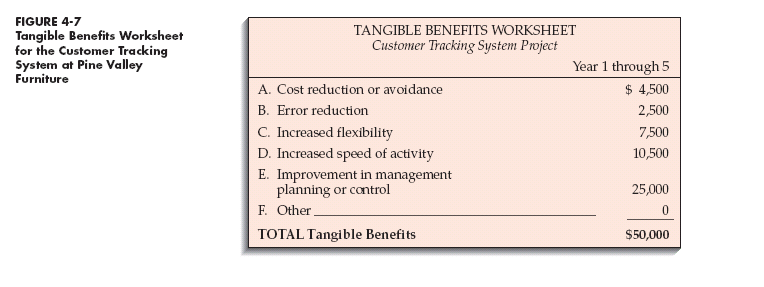 FIGURE 4-7
Tangible Benefits Worksheet
for the Customer Tracking
System at Pine Valley
Furniture
TANGIBLE BENEFITS WORKSHEET
Customer Tracking System Project
Year 1 through 5
A. Cost reduction or avoidance $ 4,500
B. Error reduction 2,500
C. Increased flexibility 7,500
D. Increased speed of activity 10,500
E. Improvement in management
planning or control 25,000
F. Other 0
TOTAL Tangible Benefits $50,000